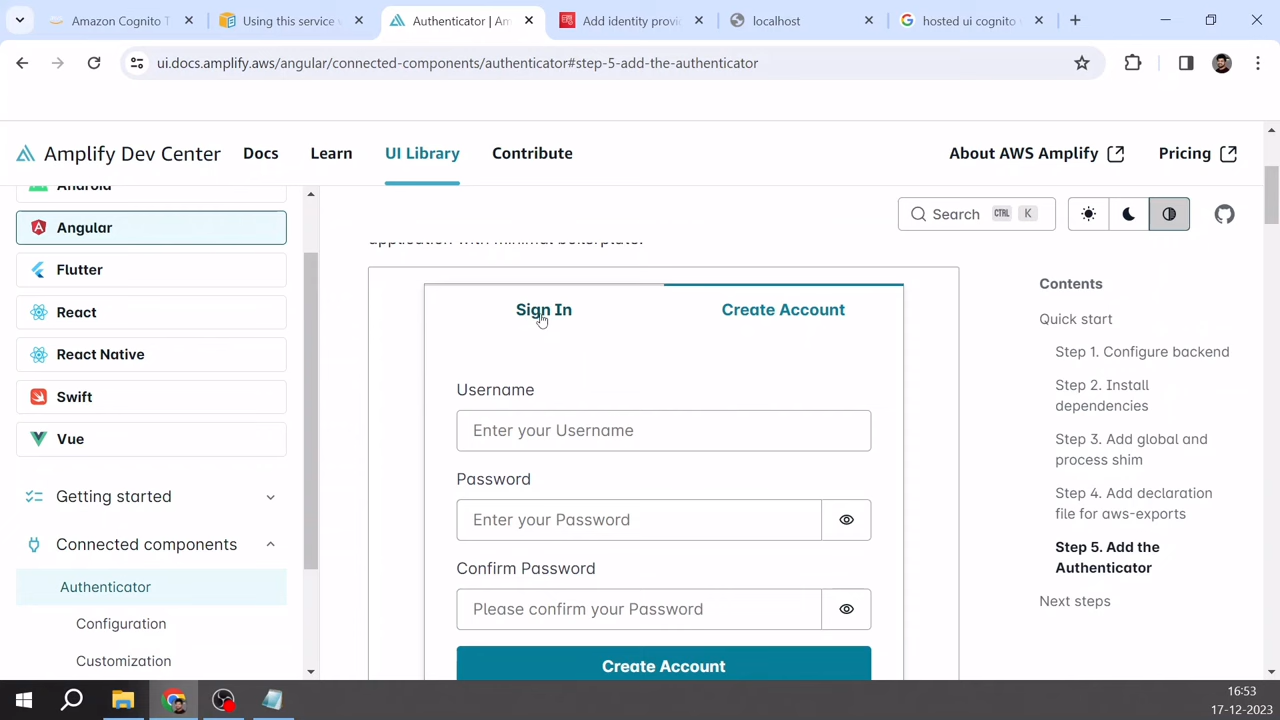 Amazon Cognito T
Using this service
Authenticator | Am
Add identity provid
localhost
hosted ui cognito
ui.docs.amplify.aws/angular/connected-components/authenticator#step-5-add-the-authenticator
Amplify Dev Center
Docs
Learn
UI Library
Contribute
About AWS Amplify
Pricing
Android
Angular
Flutter
React
React Native
Swift
Vue
Getting started
Connected components
Authenticator
Configuration
Customization
Search CTRL K
application with minimal boilerplate.
Sign In
Create Account
Username
Enter your Username
Password
Enter your Password
Confirm Password
Please confirm your Password
Create Account
Contents
Quick start
Step 1. Configure backend
Step 2. Install
dependencies
Step 3. Add global and
process shim
Step 4. Add declaration
file for aws-exports
Step 5. Add the
Authenticator
Next steps
16:53
17-12-2023